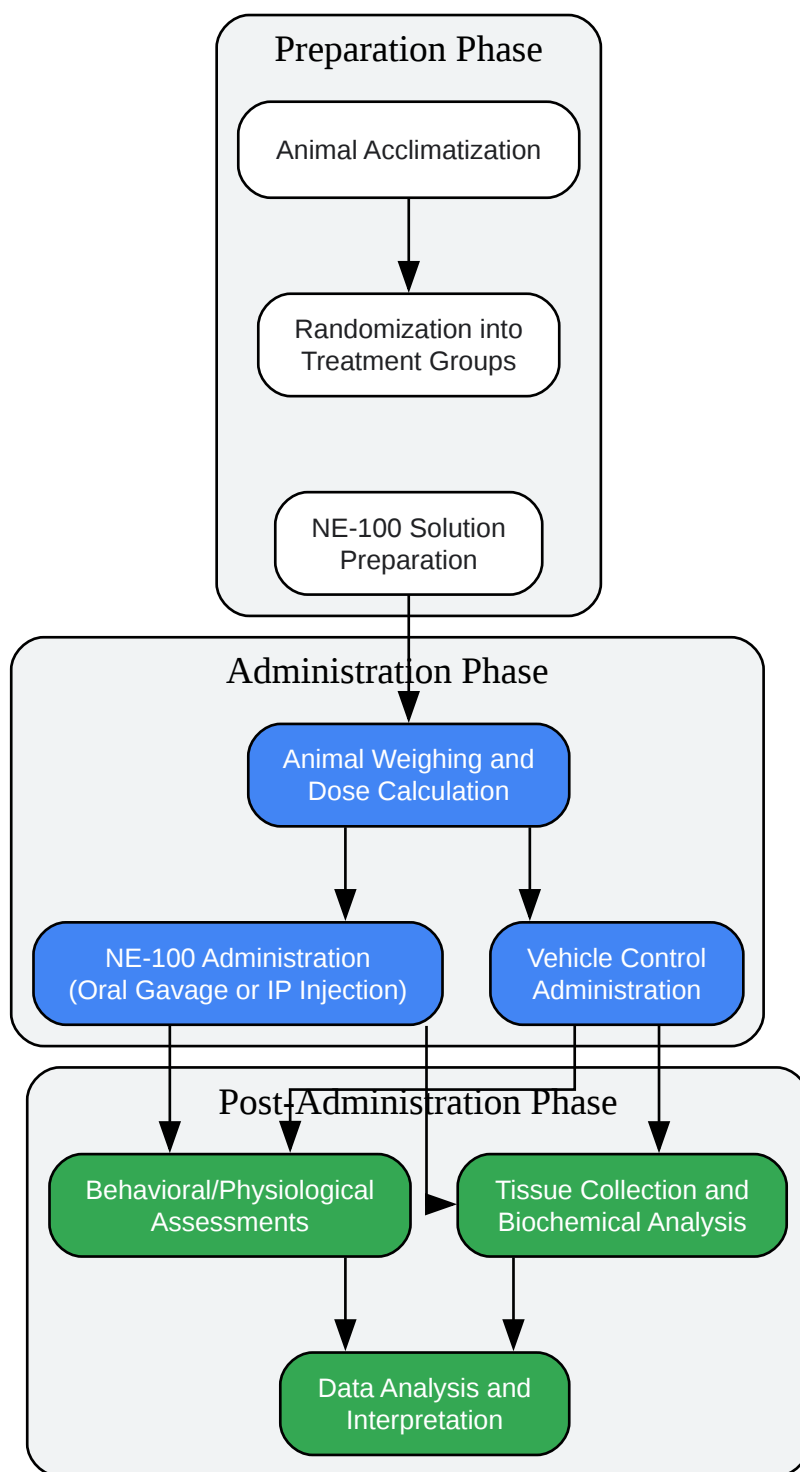 Preparation Phase
Animal Acclimatization
Randomization into
Treatment Groups
NE-100 Solution
Preparation
Administration Phase
Animal Weighing and
Dose Calculation
NE-100 Administration
(Oral Gavage or IP Injection)
Vehicle Control
Administration
Post-Administration Phase
Behavioral/Physiological
Assessments
Tissue Collection and
Biochemical Analysis
Data Analysis and
Interpretation